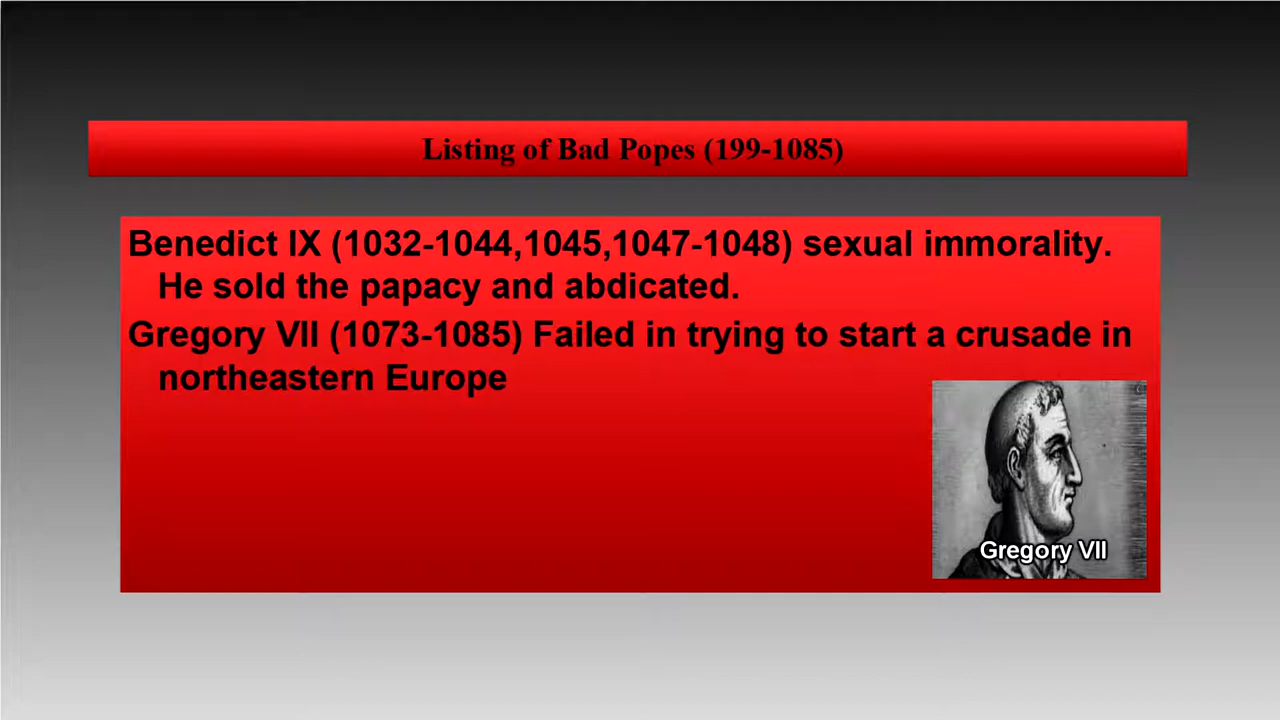 Listing of Bad Popes (199-1085)
Benedict IX (1032-1044,1045,1047-1048) sexual immorality.
He sold the papacy and abdicated.
Gregory VII (1073-1085) Failed in trying to start a crusade in
northeastern Europe
Gregory VII